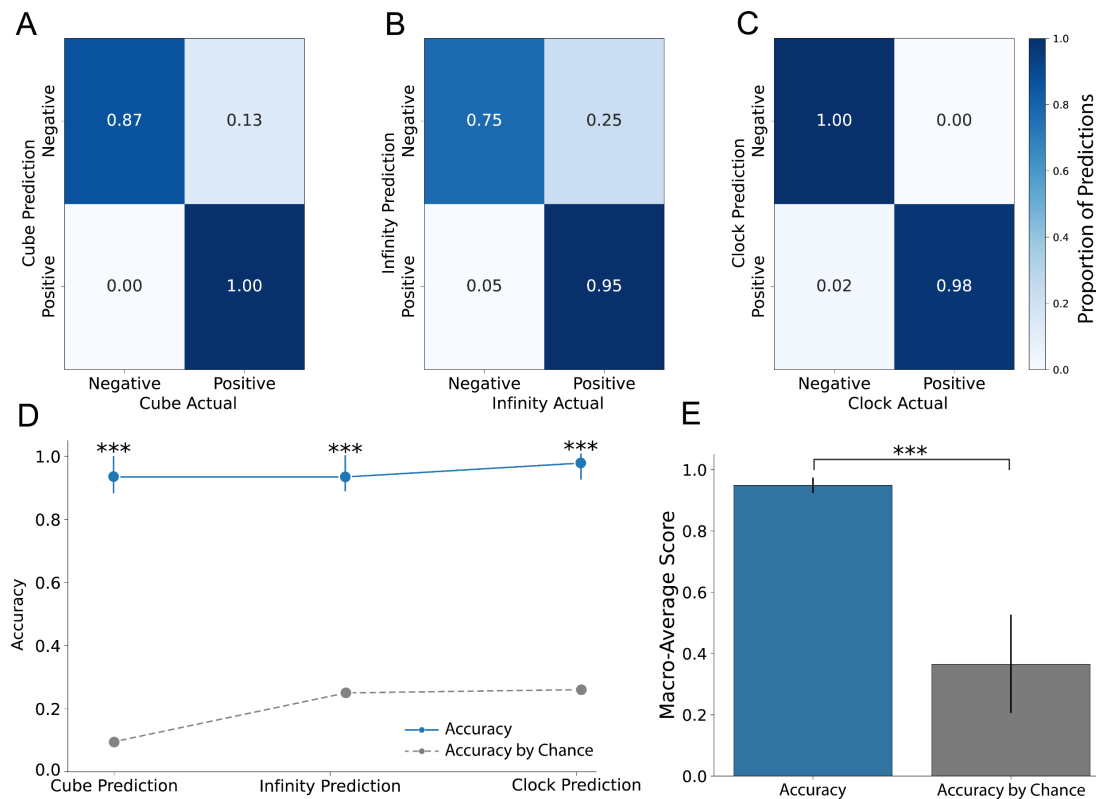 A
B
C
Cube Prediction
Negative
Positive
0.87
0.13
0.00
1.00
Negative
Positive
Cube Actual
Infinity Prediction
Negative
Positive
0.75
0.25
0.05
0.95
Negative
Positive
Infinity Actual
Clock Prediction
Negative
Positive
1.00
0.00
0.02
0.98
Negative
Positive
Clock Actual
1.0
0.8
0.6
0.4
0.2
0.0
Proportion of Predictions
D
Accuracy
1.0
0.8
0.6
0.4
0.2
0.0
***
***
***
Accuracy
Accuracy by Chance
Cube Prediction
Infinity Prediction
Clock Prediction
E
Macro-Average Score
1.0
0.8
0.6
0.4
0.2
0.0
***
Accuracy
Accuracy by Chance